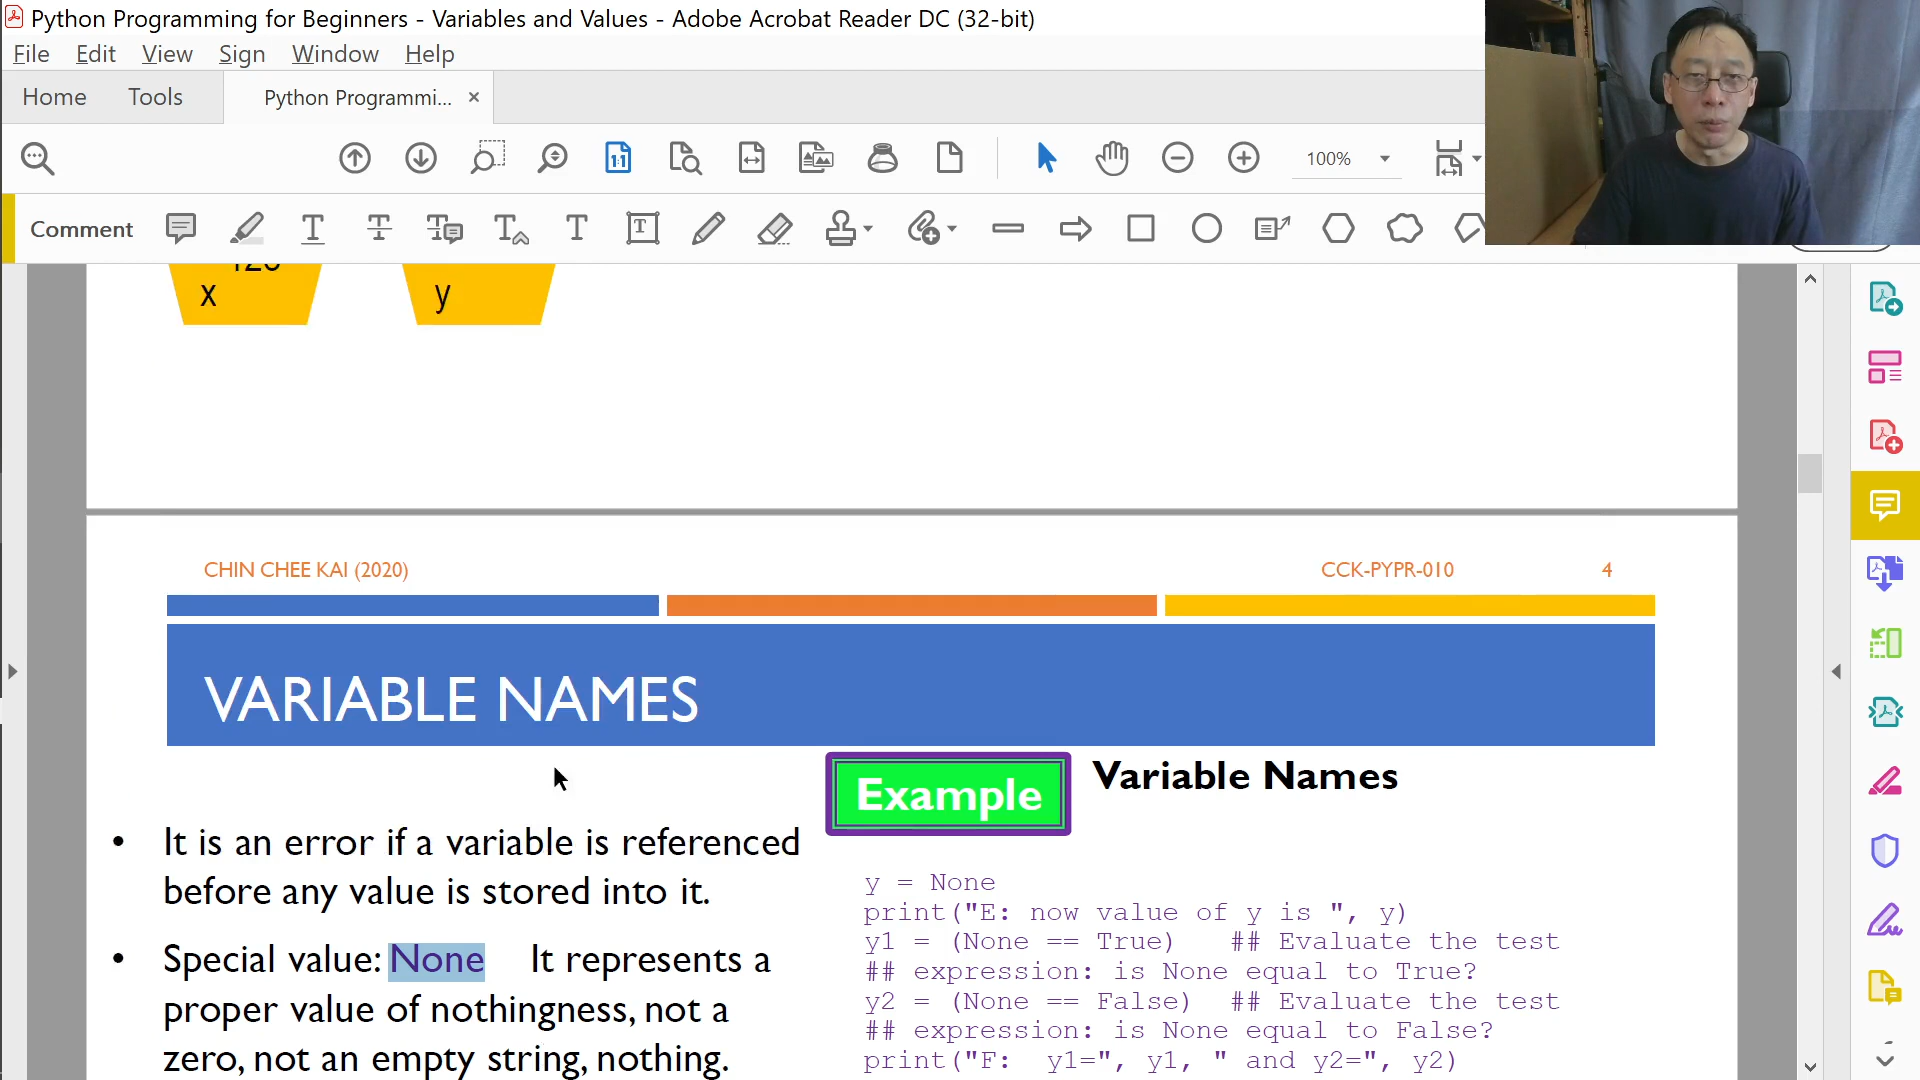 Python Programming for Beginners - Variables and Values - Adobe Acrobat Reader DC (32-bit)
File Edit View Sign Window Help
Home Tools Python Programmi... ×
1:1 100%
Comment
x y
CHIN CHEE KAI (2020) CCK-PYPR-010 4
VARIABLE NAMES
Example Variable Names
• It is an error if a variable is referenced
before any value is stored into it.
• Special value: None It represents a
proper value of nothingness, not a
zero, not an empty string, nothing.
y = None
print("E: now value of y is ", y)
y1 = (None == True) ## Evaluate the test
## expression: is None equal to True?
y2 = (None == False) ## Evaluate the test
## expression: is None equal to False?
print("F: y1=", y1, " and y2=", y2)